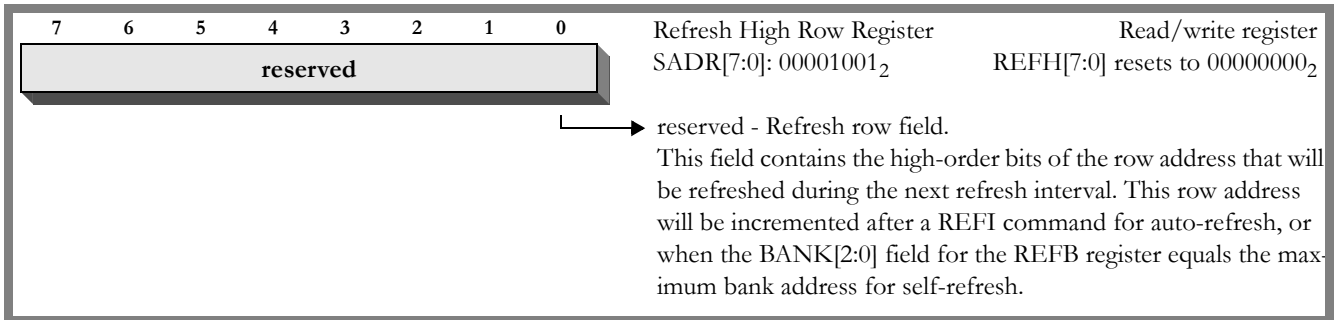 7 6 5 4 3 2 1 0
reserved
Refresh High Row Register Read/write register
SADR[7:0]: 00001001₂ REFH[7:0] resets to 00000000₂
reserved - Refresh row field.
This field contains the high-order bits of the row address that will
be refreshed during the next refresh interval. This row address
will be incremented after a REFI command for auto-refresh, or
when the BANK[2:0] field for the REFB register equals the max-
imum bank address for self-refresh.